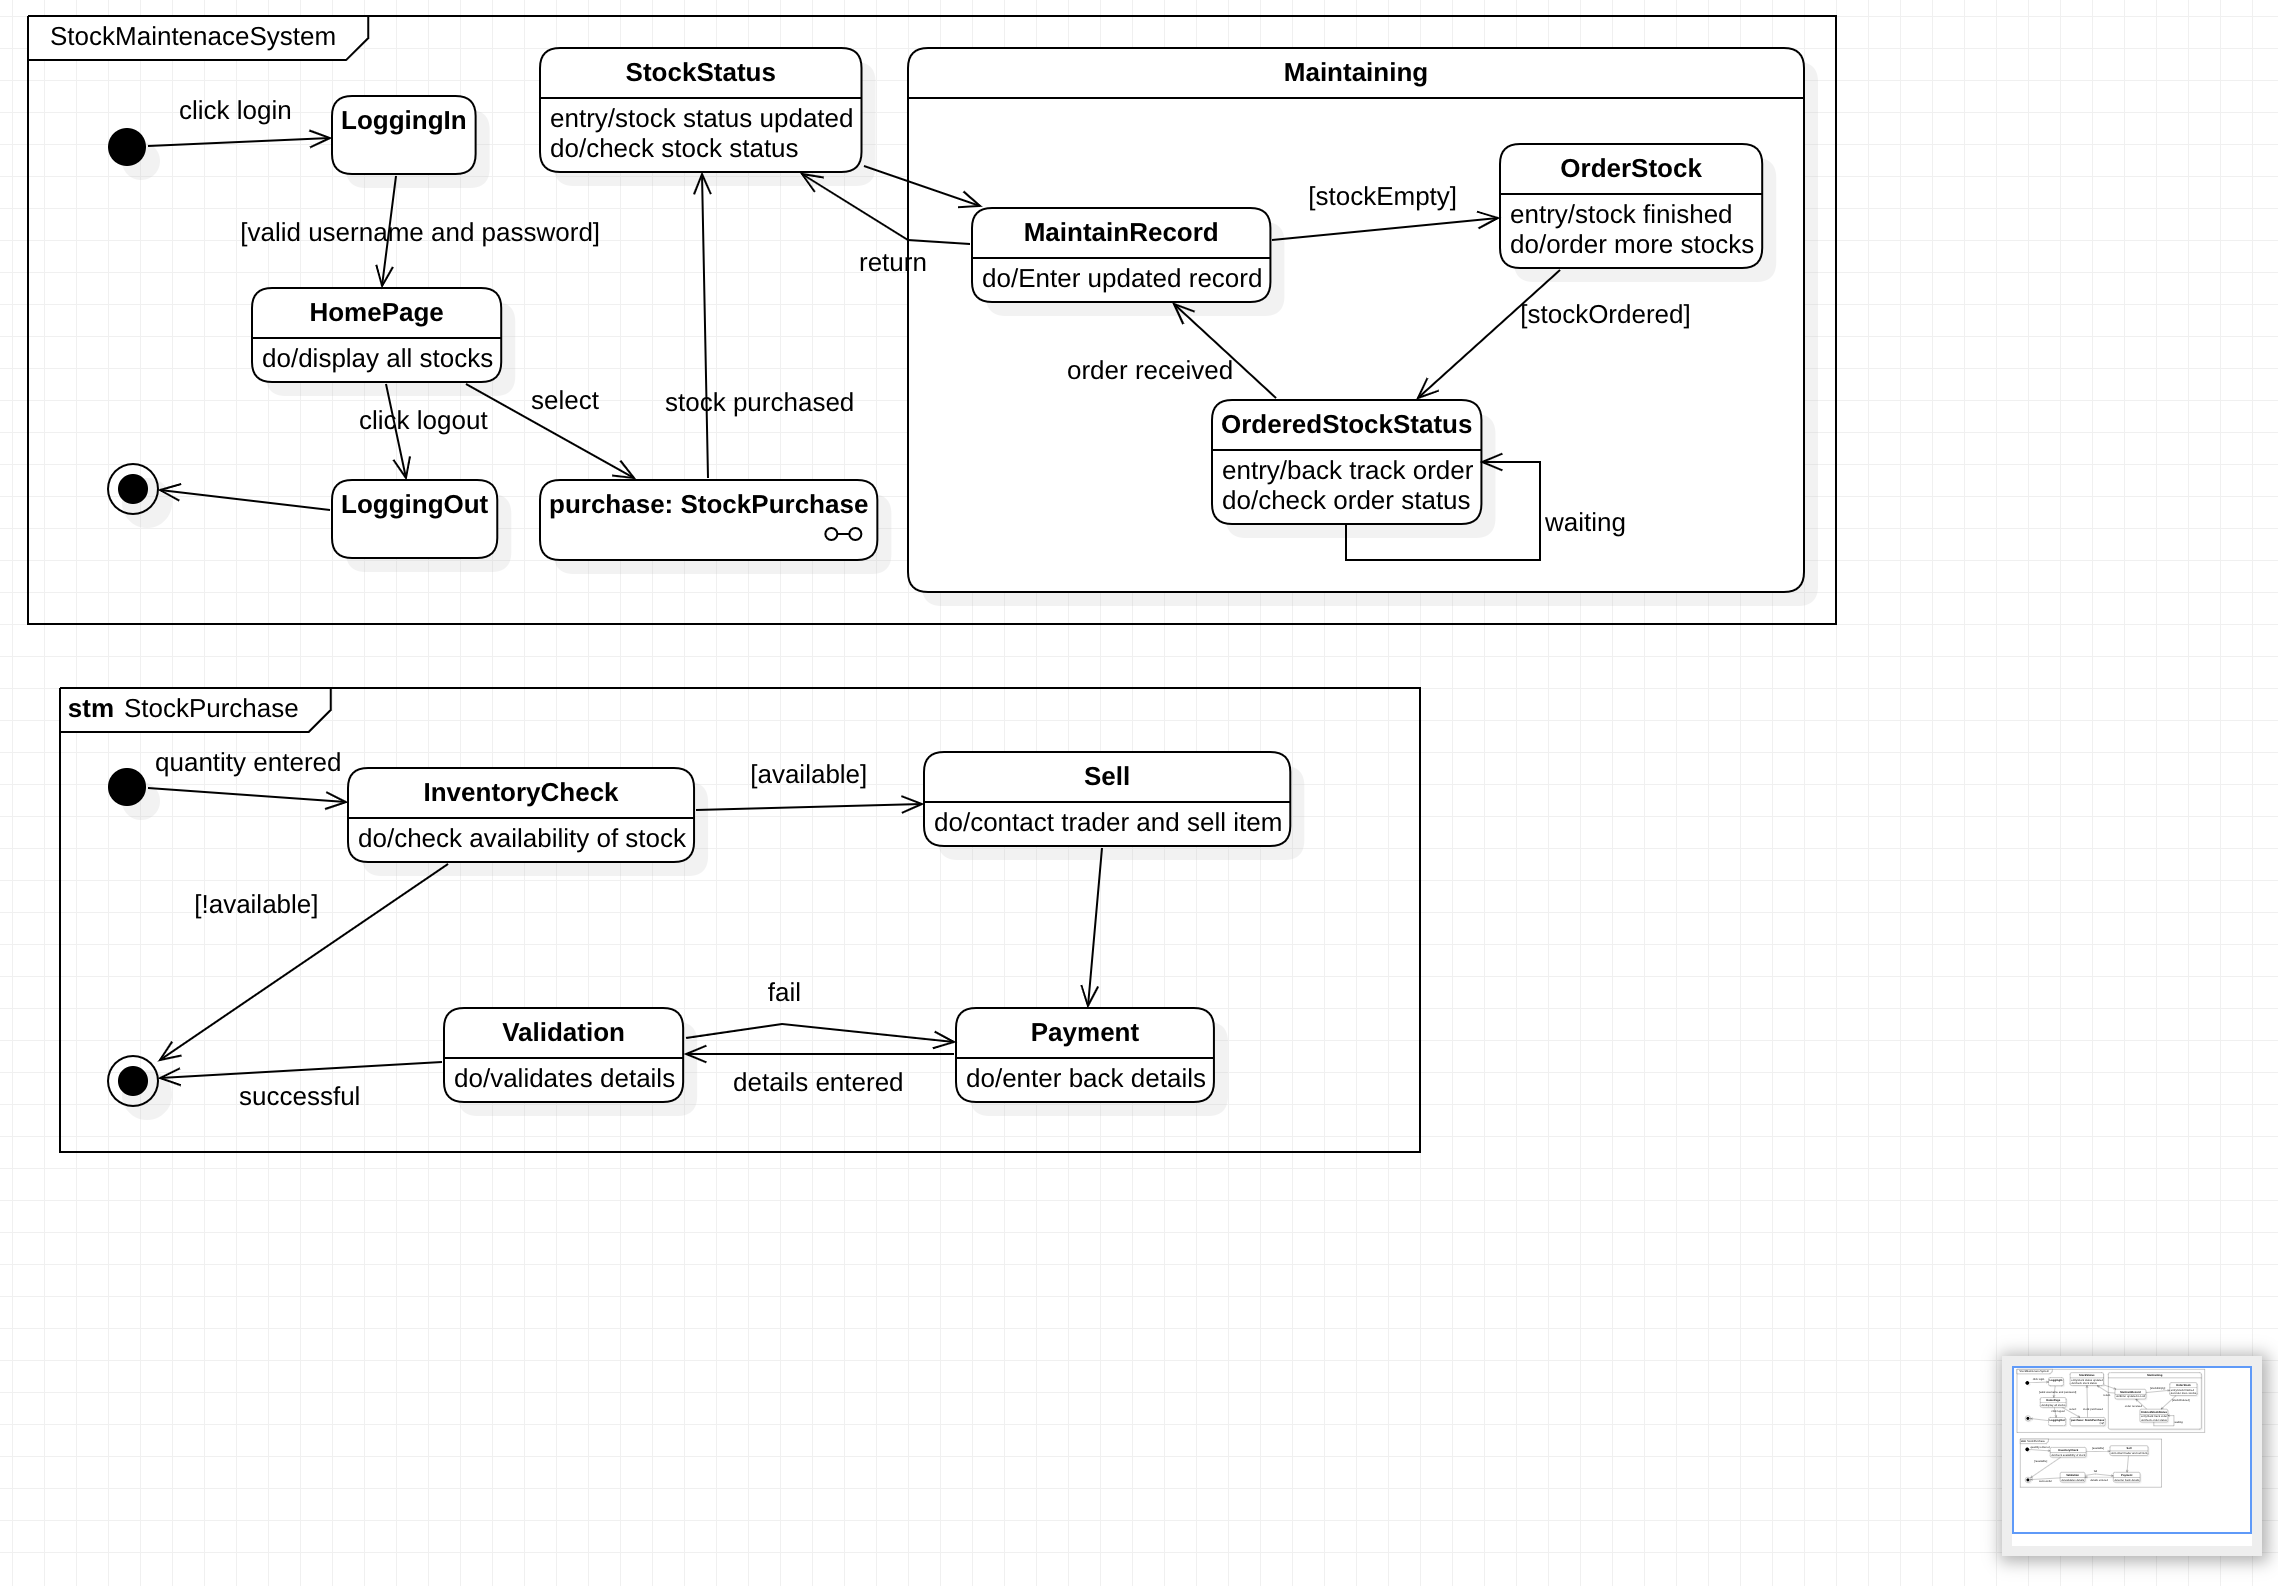 StockMaintenaceSystem
click login
LoggingIn
StockStatus
entry/stock status updated
do/check stock status
Maintaining
[valid username and password]
return
MaintainRecord
do/Enter updated record
[stockEmpty]
OrderStock
entry/stock finished
do/order more stocks
[stockOrdered]
HomePage
do/display all stocks
click logout
select
stock purchased
order received
OrderedStockStatus
entry/back track order
do/check order status
waiting
LoggingOut
purchase: StockPurchase
stm StockPurchase
quantity entered
InventoryCheck
do/check availability of stock
[available]
Sell
do/contact trader and sell item
[!available]
fail
Validation
do/validates details
Payment
do/enter back details
details entered
successful